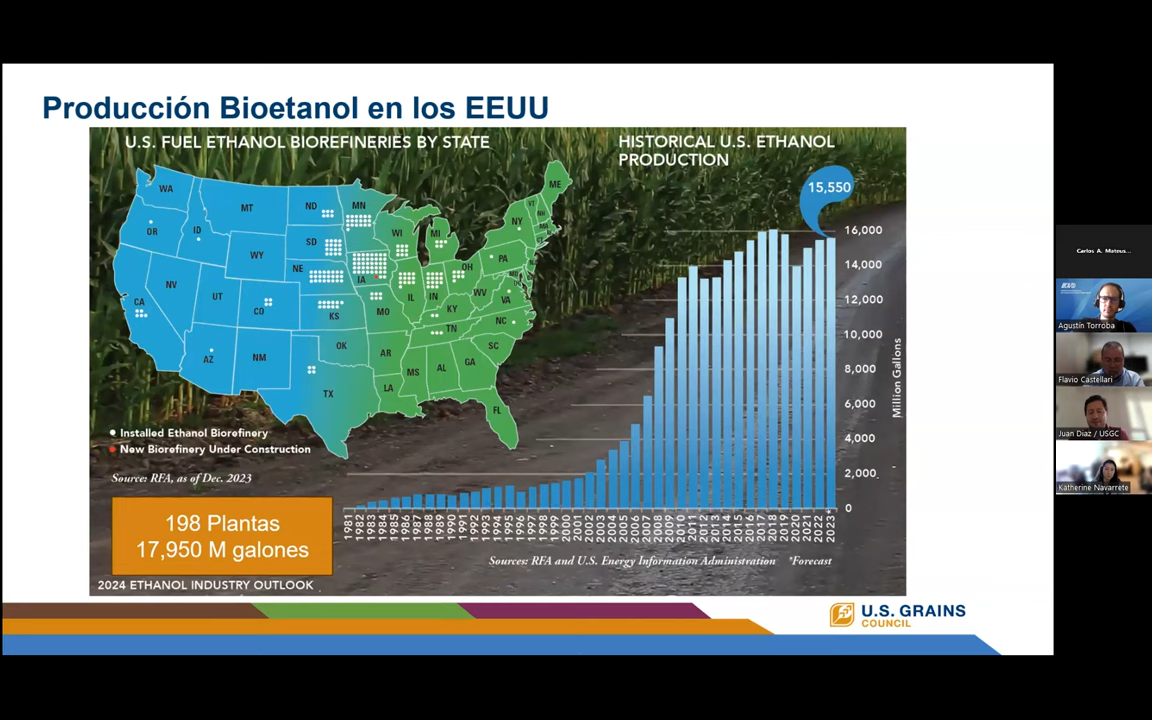 Producción Bioetanol en los EEUU
U.S. FUEL ETHANOL BIOREFINERIES BY STATE
WA
OR
ID
MT
WY
NV
CA
UT
CO
AZ
NM
ND
SD
NE
KS
OK
TX
MN
IA
MO
AR
LA
WI
IL
MI
IN
OH
KY
TN
MS
AL
GA
FL
SC
NC
VA
WV
PA
NY
VT
NH
ME
Installed Ethanol Biorefinery
New Biorefinery Under Construction
Source: RFA, as of Dec. 2023
198 Plantas
17,950 M galones
2024 ETHANOL INDUSTRY OUTLOOK
HISTORICAL U.S. ETHANOL
PRODUCTION
15,550
16,000
14,000
12,000
10,000
8,000
6,000
4,000
2,000
0
Million Gallons
1981
1982
1983
1984
1985
1986
1987
1988
1989
1990
1991
1992
1993
1994
1995
1996
1997
1998
1999
2000
2001
2002
2003
2004
2005
2006
2007
2008
2009
2010
2011
2012
2013
2014
2015
2016
2017
2018
2019
2020
2021
2022
2023*
Sources: RFA and U.S. Energy Information Administration *Forecast
U.S. GRAINS
COUNCIL
Carlos A. Mateus...
Agustín Torroba
Flavio Castellari
Juan Diaz / USGC
Katherine Navarrete